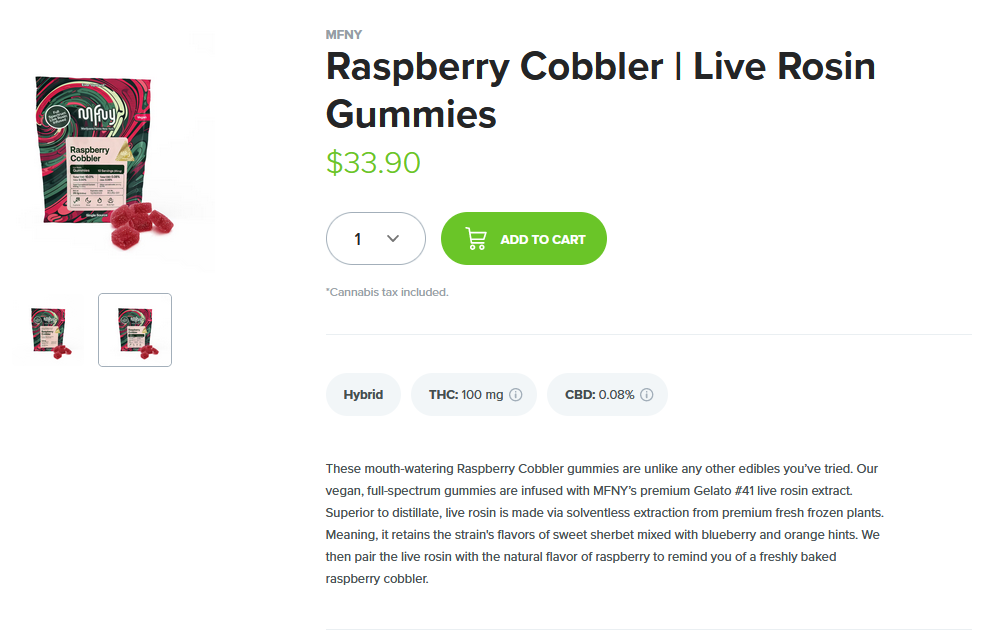 MFNY
Raspberry Cobbler | Live Rosin
Gummies
$33.90
1
ADD TO CART
*Cannabis tax included.
Hybrid
THC: 100 mg
CBD: 0.08%
These mouth-watering Raspberry Cobbler gummies are unlike any other edibles you've tried. Our
vegan, full-spectrum gummies are infused with MFNY's premium Gelato #41 live rosin extract.
Superior to distillate, live rosin is made via solventless extraction from premium fresh frozen plants.
Meaning, it retains the strain's flavors of sweet sherbet mixed with blueberry and orange hints. We
then pair the live rosin with the natural flavor of raspberry to remind you of a freshly baked
raspberry cobbler.
mfny
Raspberry
Cobbler
Gummies
Single Source